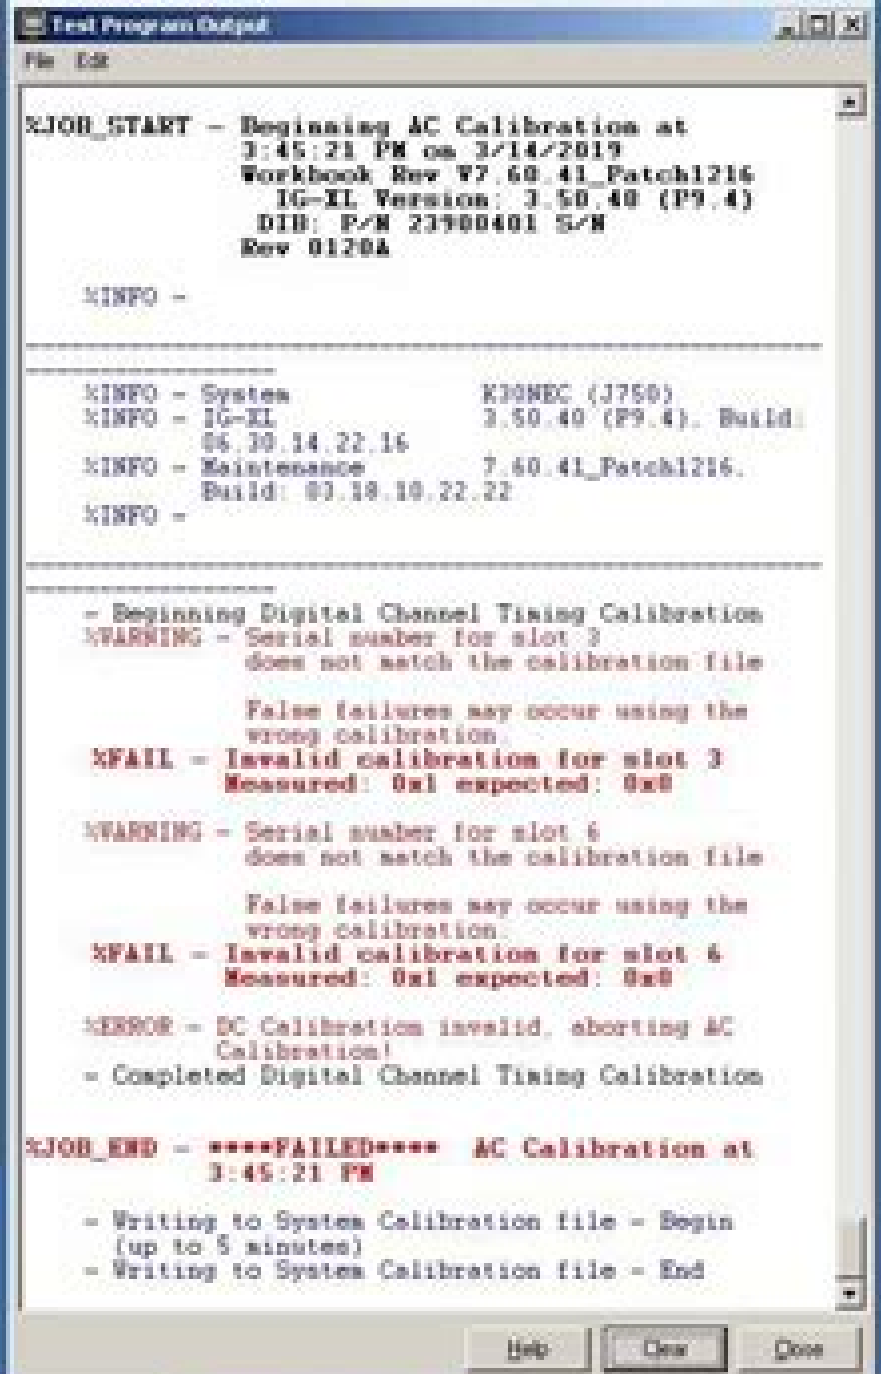 Test Program Output
File Edit
%JOB_START - Beginning AC Calibration at
3:45:21 PM on 3/14/2019
Workbook Rev V7.60.41_Patch1216
IG-XL Version: 3.50.40 (P9.4)
DIB: P/N 23900401 S/N
Rev 0120A
%INFO -
--------------------------------------------------------
------------------
%INFO - System K30NEC (J750)
%INFO - IG-XL 3.50.40 (P9.4), Build:
06.30.14.22.16
%INFO - Maintenance 7.60.41_Patch1216,
Build: 03.18.10.22.22
%INFO -
--------------------------------------------------------
------------------
- Beginning Digital Channel Timing Calibration
%WARNING - Serial number for slot 3
does not match the calibration file
False failures may occur using the
wrong calibration.
%FAIL - Invalid calibration for slot 3
Measured: 0x1 expected: 0x0
%WARNING - Serial number for slot 6
does not match the calibration file
False failures may occur using the
wrong calibration.
%FAIL - Invalid calibration for slot 6
Measured: 0x1 expected: 0x0
%ERROR - DC Calibration invalid, aborting AC
Calibration!
- Completed Digital Channel Timing Calibration
%JOB_END - ****FAILED**** AC Calibration at
3:45:21 PM
- Writing to System Calibration file - Begin
(up to 5 minutes)
- Writing to System Calibration file - End
Help Clear Close